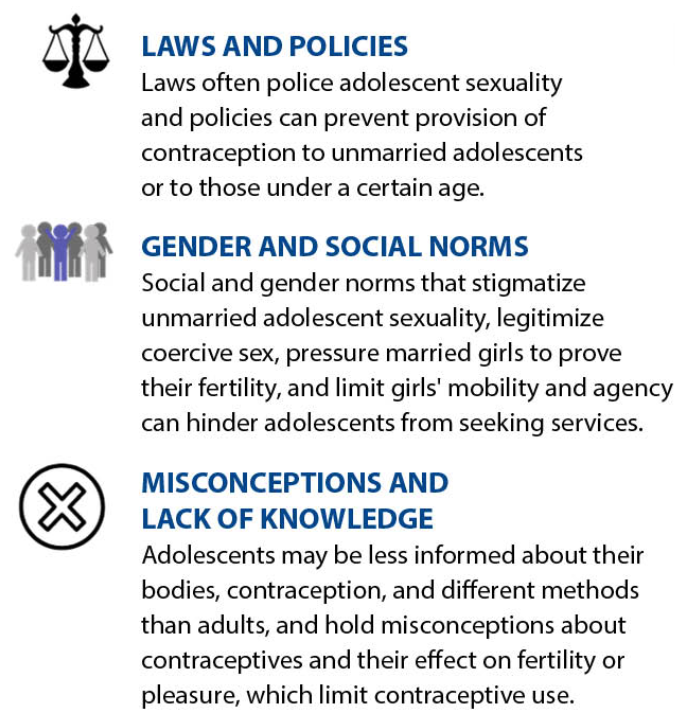 LAWS AND POLICIES
Laws often police adolescent sexuality
and policies can prevent provision of
contraception to unmarried adolescents
or to those under a certain age.
GENDER AND SOCIAL NORMS
Social and gender norms that stigmatize
unmarried adolescent sexuality, legitimize
coercive sex, pressure married girls to prove
their fertility, and limit girls' mobility and agency
can hinder adolescents from seeking services.
MISCONCEPTIONS AND
LACK OF KNOWLEDGE
Adolescents may be less informed about their
bodies, contraception, and different methods
than adults, and hold misconceptions about
contraceptives and their effect on fertility or
pleasure, which limit contraceptive use.